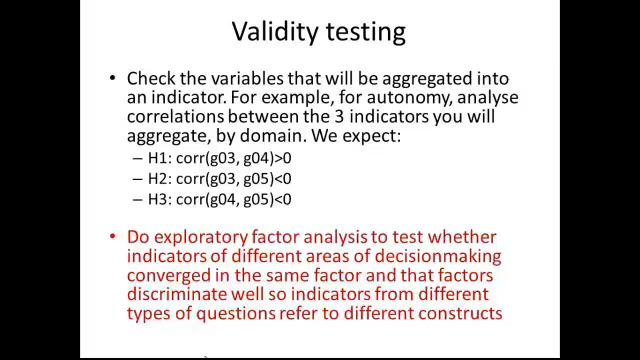 Validity testing
• Check the variables that will be aggregated into
an indicator. For example, for autonomy, analyse
correlations between the 3 indicators you will
aggregate, by domain. We expect:
– H1: corr(g03, g04)>0
– H2: corr(g03, g05)<0
– H3: corr(g04, g05)<0
• Do exploratory factor analysis to test whether
indicators of different areas of decisionmaking
converged in the same factor and that factors
discriminate well so indicators from different
types of questions refer to different constructs